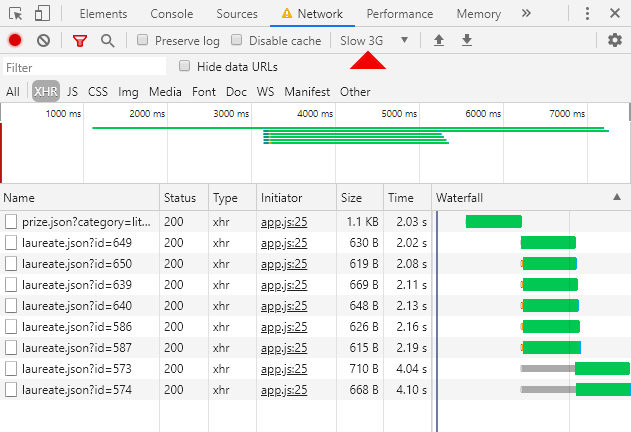 Elements Console Sources Network Performance Memory »
Preserve log Disable cache Slow 3G
Filter Hide data URLs
All XHR JS CSS Img Media Font Doc WS Manifest Other
1000 ms 2000 ms 3000 ms 4000 ms 5000 ms 6000 ms 7000 ms
Name Status Type Initiator Size Time Waterfall
prize.json?category=lit... 200 xhr app.js:25 1.1 KB 2.03 s
laureate.json?id=649 200 xhr app.js:25 630 B 2.02 s
laureate.json?id=650 200 xhr app.js:25 619 B 2.08 s
laureate.json?id=639 200 xhr app.js:25 669 B 2.11 s
laureate.json?id=640 200 xhr app.js:25 648 B 2.13 s
laureate.json?id=586 200 xhr app.js:25 626 B 2.16 s
laureate.json?id=587 200 xhr app.js:25 615 B 2.19 s
laureate.json?id=573 200 xhr app.js:25 710 B 4.04 s
laureate.json?id=574 200 xhr app.js:25 668 B 4.10 s